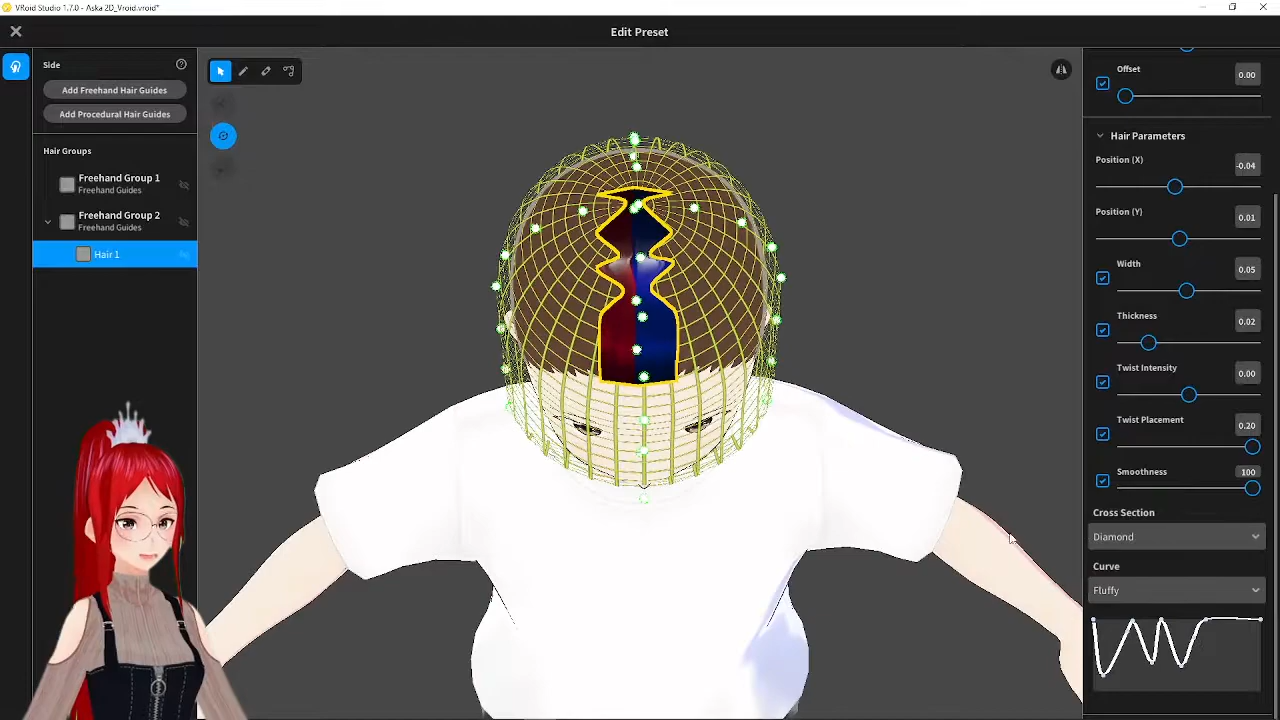 VRoid Studio 1.7.0 - Aska 2D_Vroid.vroid*
Edit Preset
Side
Add Freehand Hair Guides
Add Procedural Hair Guides
Hair Groups
Freehand Group 1
Freehand Guides
Freehand Group 2
Freehand Guides
Hair 1
Offset
0.00
Hair Parameters
Position (X)
-0.04
Position (Y)
0.01
Width
0.05
Thickness
0.02
Twist Intensity
0.00
Twist Placement
0.20
Smoothness
100
Cross Section
Diamond
Curve
Fluffy